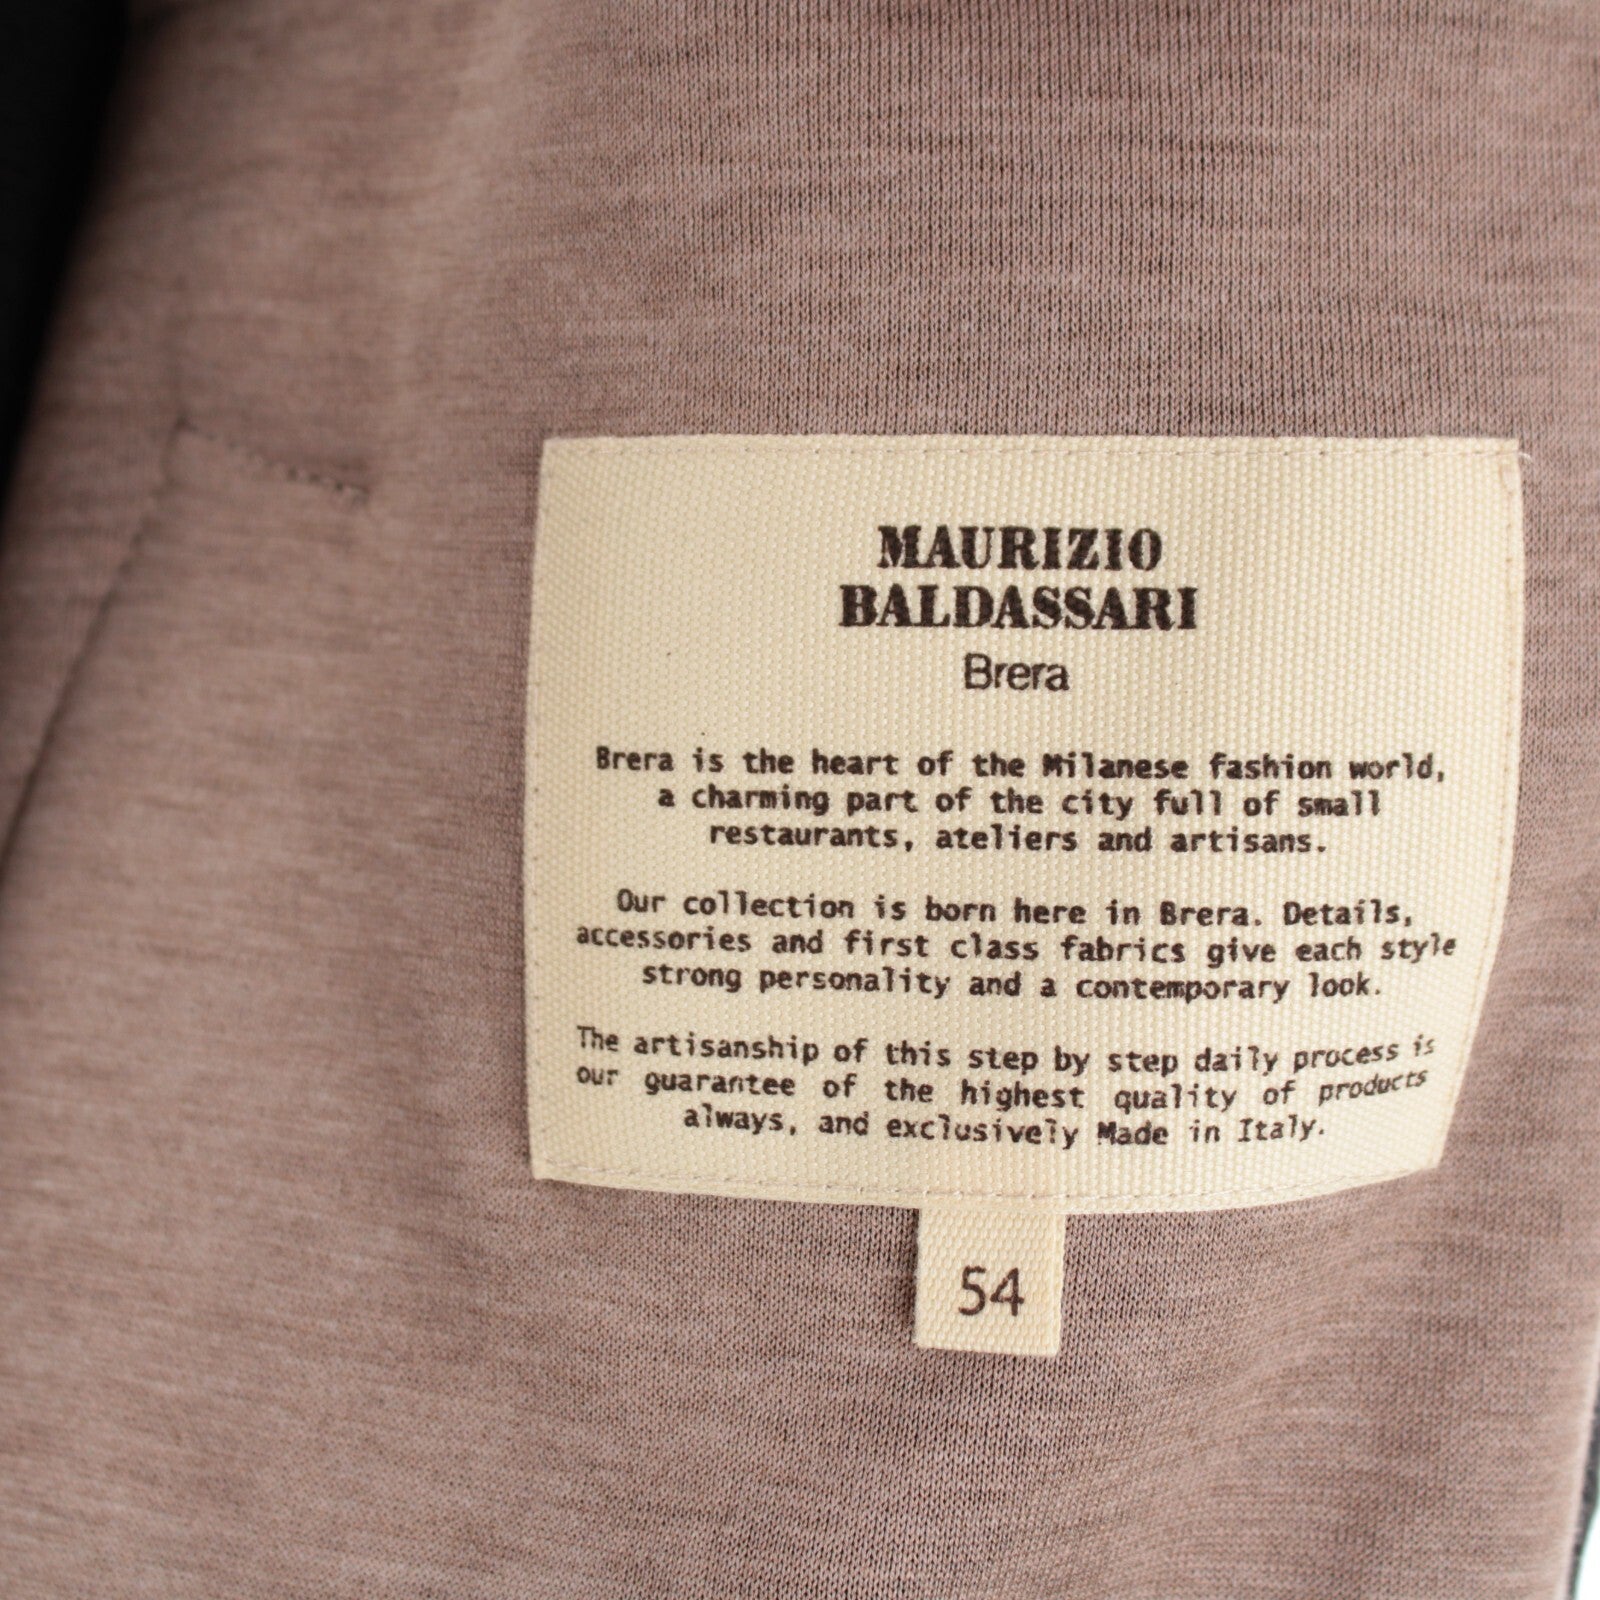 MAURIZIO
BALDASSARI
Brera
Brera is the heart of the Milanese fashion world,
a charming part of the city full of small
restaurants, ateliers and artisans.
Our collection is born here in Brera. Details,
accessories and first class fabrics give each style
strong personality and a contemporary look.
The artisanship of this step by step daily process is
our guarantee of the highest quality of products
always, and exclusively Made in Italy.
54